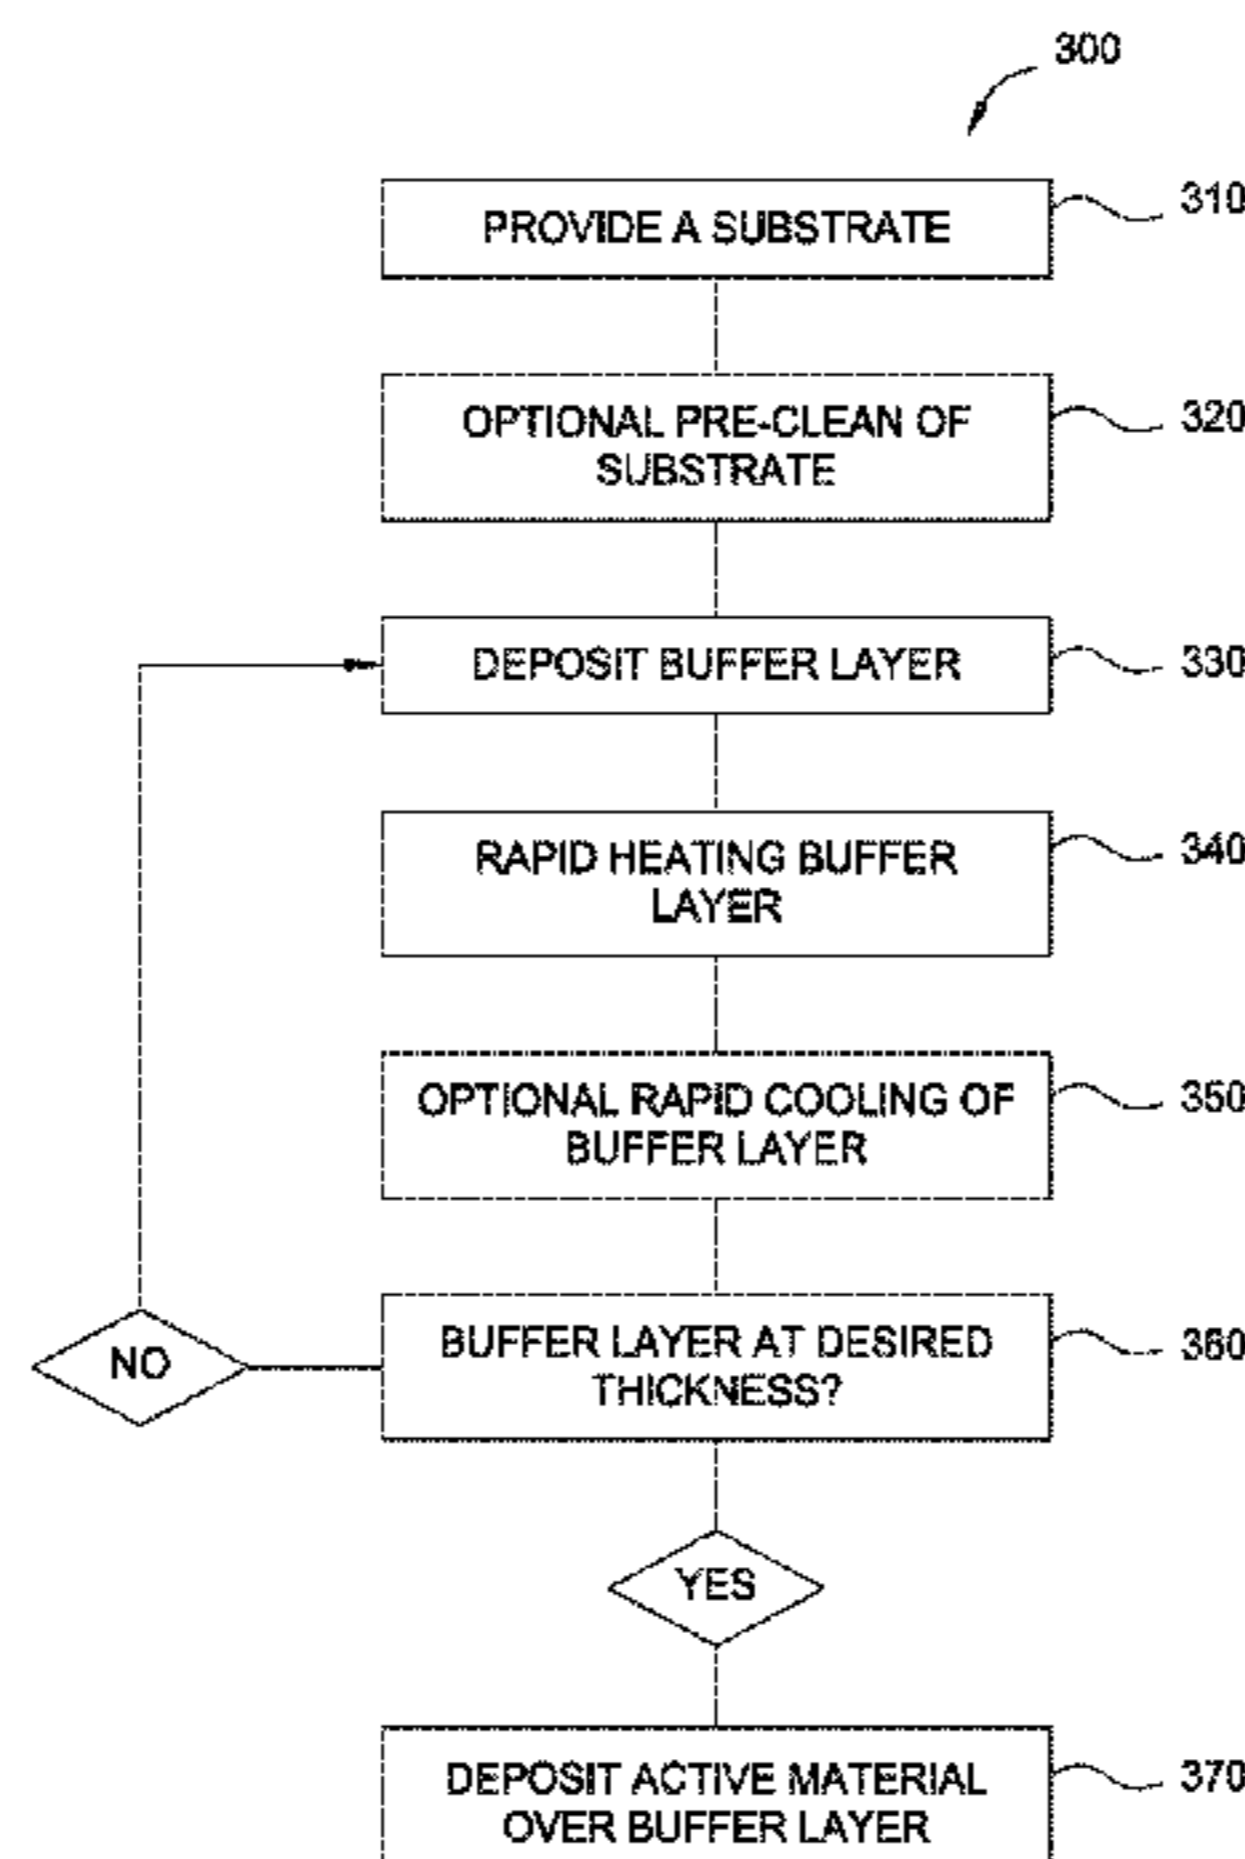 300
PROVIDE A SUBSTRATE
310
OPTIONAL PRE-CLEAN OF
SUBSTRATE
320
DEPOSIT BUFFER LAYER
330
RAPID HEATING BUFFER
LAYER
340
OPTIONAL RAPID COOLING OF
BUFFER LAYER
350
BUFFER LAYER AT DESIRED
THICKNESS?
360
NO
YES
DEPOSIT ACTIVE MATERIAL
OVER BUFFER LAYER
370